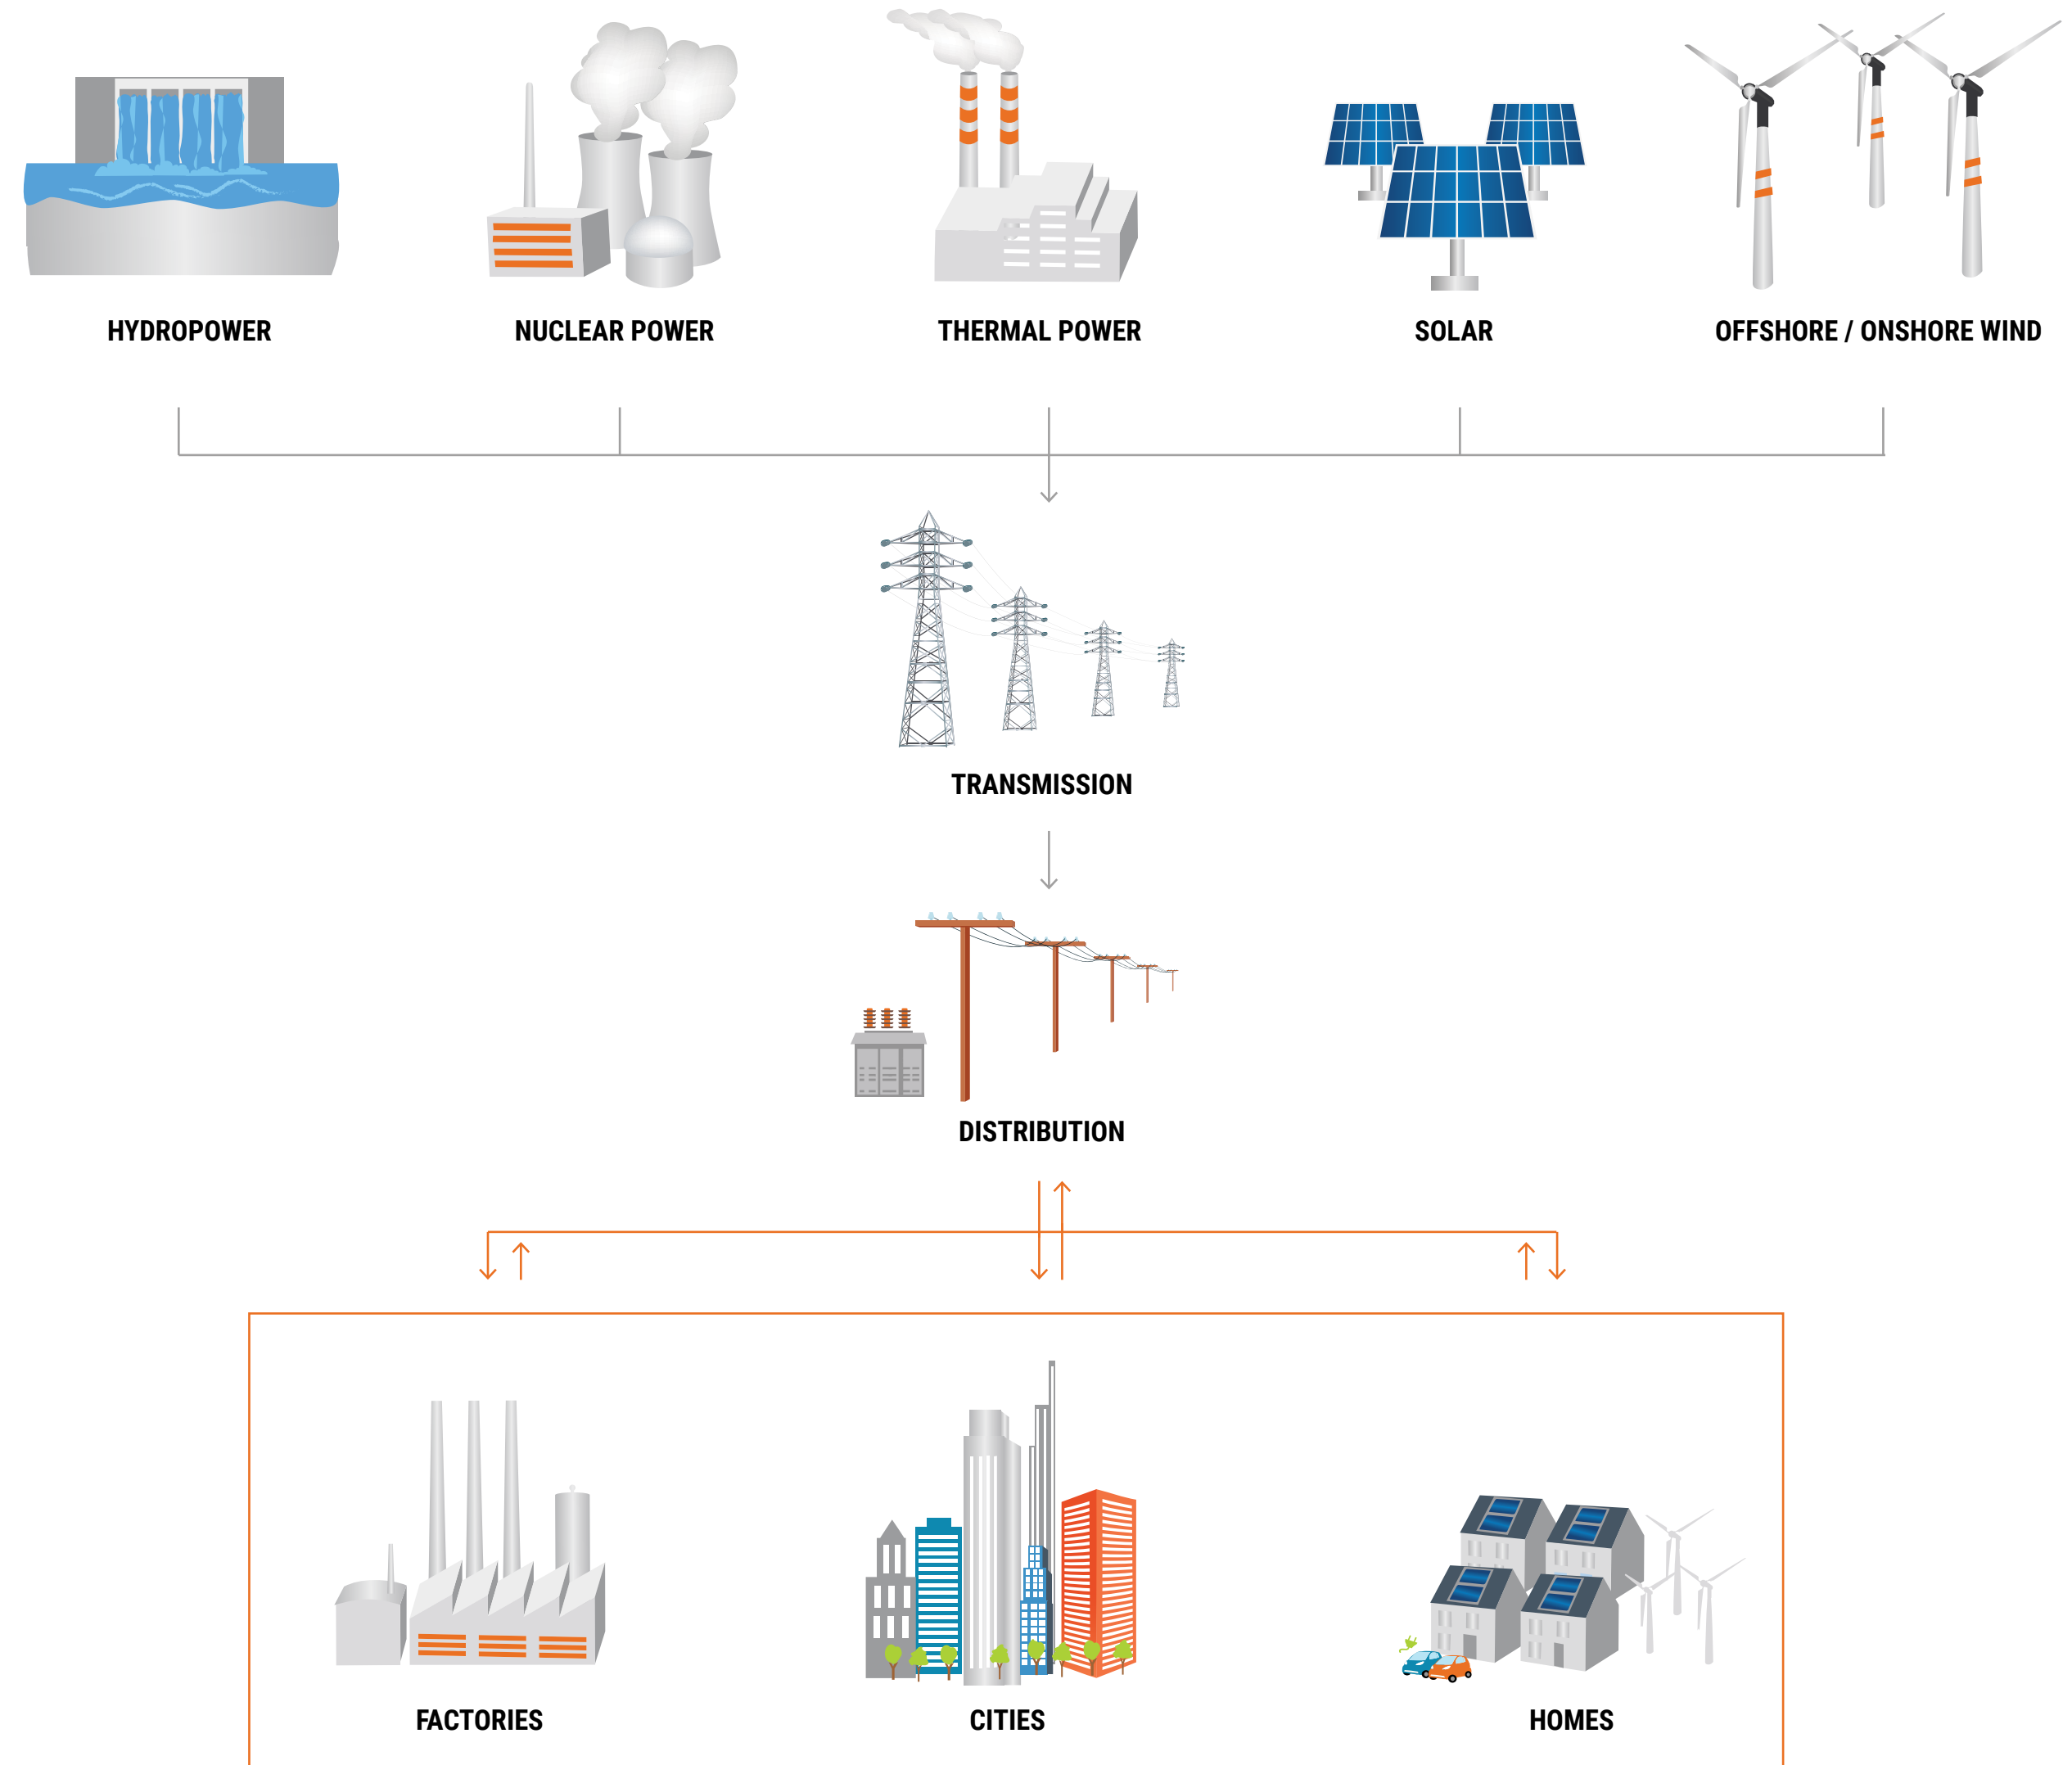 HYDROPOWER
NUCLEAR POWER
THERMAL POWER
SOLAR
OFFSHORE / ONSHORE WIND
TRANSMISSION
DISTRIBUTION
FACTORIES
CITIES
HOMES